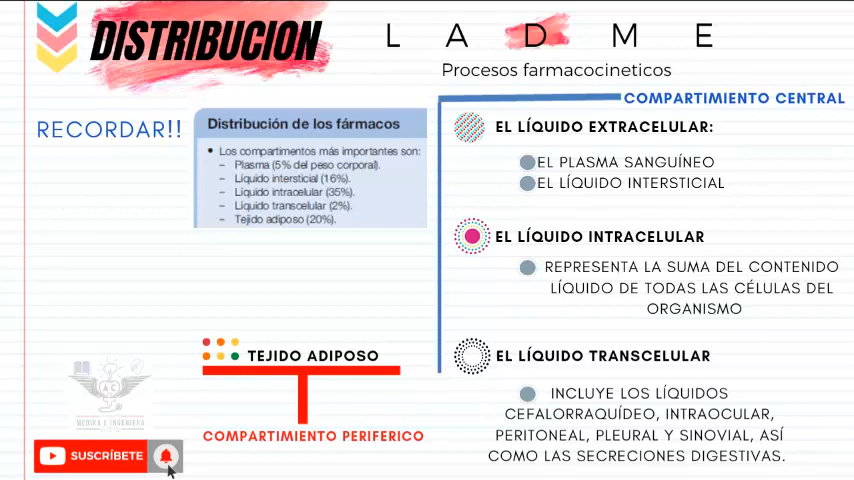 DISTRIBUCION
L A D M E
Procesos farmacocineticos
COMPARTIMIENTO CENTRAL
RECORDAR!!
Distribución de los fármacos
• Los compartimentos más importantes son:
– Plasma (5% del peso corporal).
– Líquido intersticial (16%).
– Líquido intracelular (35%).
– Líquido transcelular (2%).
– Tejido adiposo (20%).
EL LÍQUIDO EXTRACELULAR:
EL PLASMA SANGUÍNEO
EL LÍQUIDO INTERSTICIAL
EL LÍQUIDO INTRACELULAR
REPRESENTA LA SUMA DEL CONTENIDO
LÍQUIDO DE TODAS LAS CÉLULAS DEL
ORGANISMO
TEJIDO ADIPOSO
COMPARTIMIENTO PERIFERICO
EL LÍQUIDO TRANSCELULAR
INCLUYE LOS LÍQUIDOS
CEFALORRAQUÍDEO, INTRAOCULAR,
PERITONEAL, PLEURAL Y SINOVIAL, ASÍ
COMO LAS SECRECIONES DIGESTIVAS.
SUSCRÍBETE